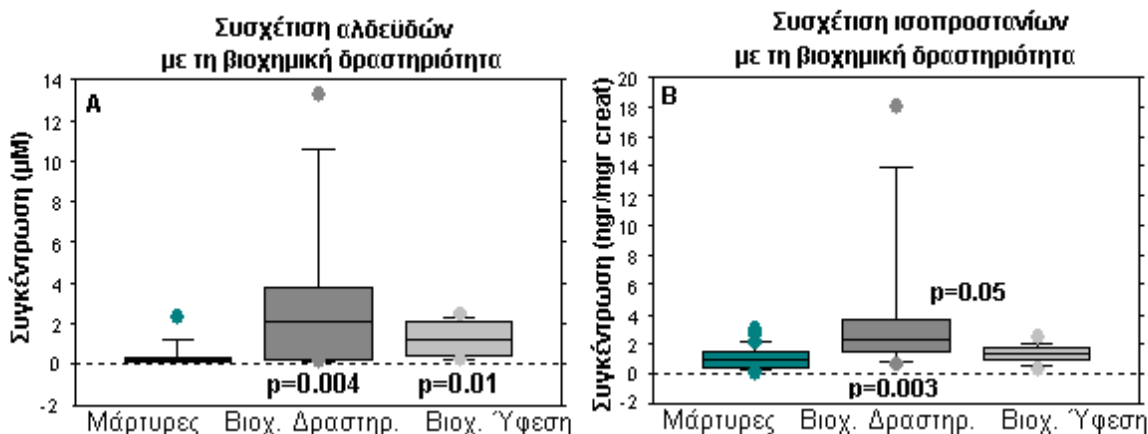 Συσχέτιση αλδεϋδών
με τη βιοχημική δραστηριότητα
A
Συγκέντρωση (μM)
14
12
10
8
6
4
2
0
-2
p=0.004
p=0.01
Μάρτυρες
Βιοχ. Δραστηρ.
Βιοχ. Ύφεση
Συσχέτιση ισοπροστανίων
με τη βιοχημική δραστηριότητα
B
Συγκέντρωση (ngr/mgr creat)
20
18
16
14
12
10
8
6
4
2
0
-2
p=0.05
p=0.003
Μάρτυρες
Βιοχ. Δραστηρ.
Βιοχ. Ύφεση